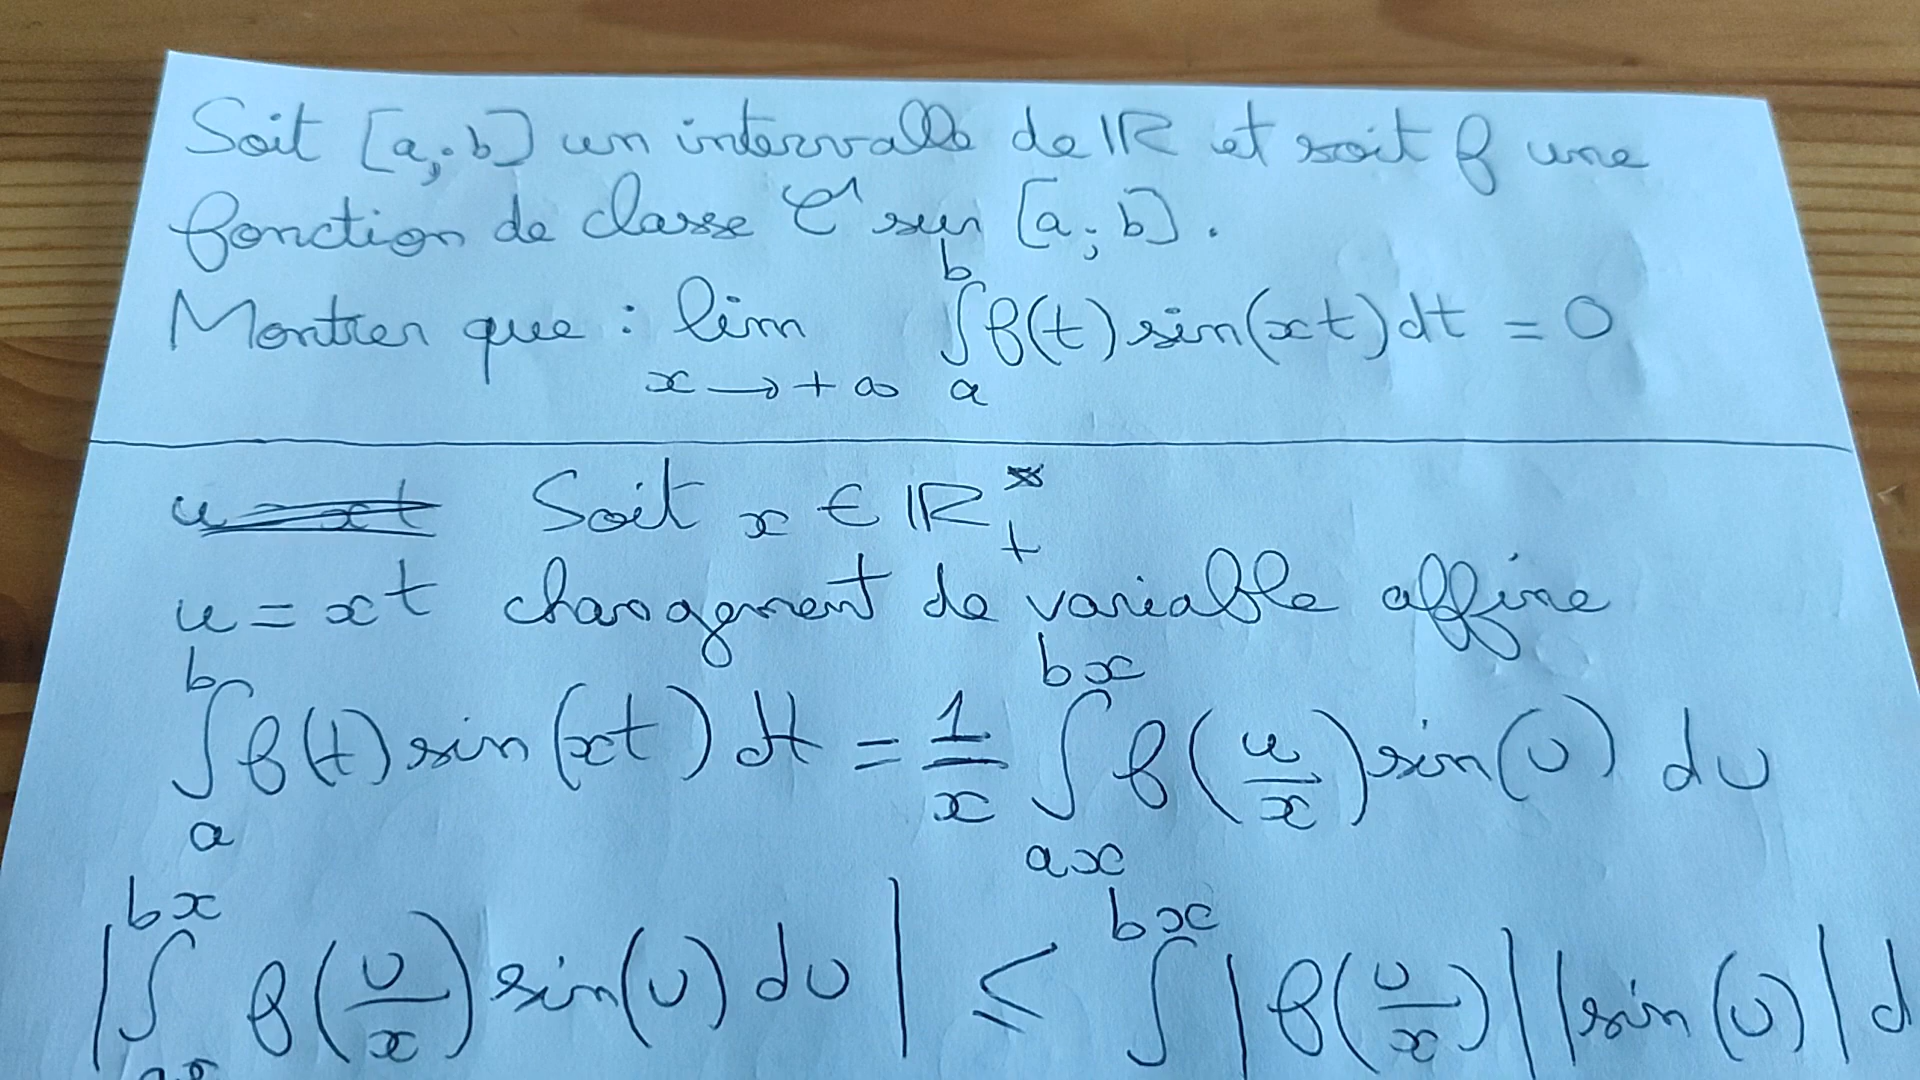 Soit [a ; b] un intervalle de ℝ et soit f une
fonction de classe C¹ sur [a ; b].
Montrer que : lim_{x → +∞} ∫_a^b f(t) sin(xt) dt = 0
Soit x ∈ ℝ₊*
u = xt changement de variable affine
∫_a^b f(t) sin(xt) dt = 1/x ∫_{ax}^{bx} f(u/x) sin(u) du
|∫_{ax}^{bx} f(u/x) sin(u) du| ≤ ∫^{bx} |f(u/x)| |sin(u)| d